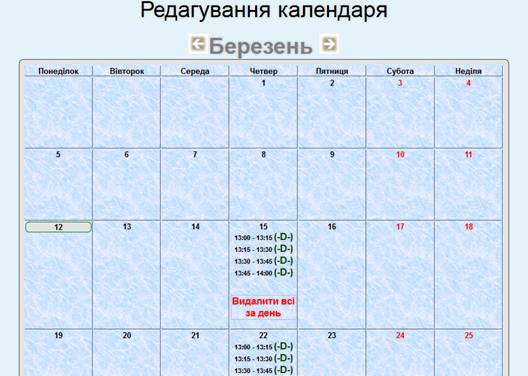 Редагування календаря
Березень
Понеділок Вівторок Середа Четвер Пятниця Субота Неділя
1 2 3 4
5 6 7 8 9 10 11
12 13 14 15 16 17 18
13:00 - 13:15 (-D-)
13:15 - 13:30 (-D-)
13:30 - 13:45 (-D-)
13:45 - 14:00 (-D-)
Видалити всі
за день
19 20 21 22 23 24 25
13:00 - 13:15 (-D-)
13:15 - 13:30 (-D-)
13:30 - 13:45 (-D-)